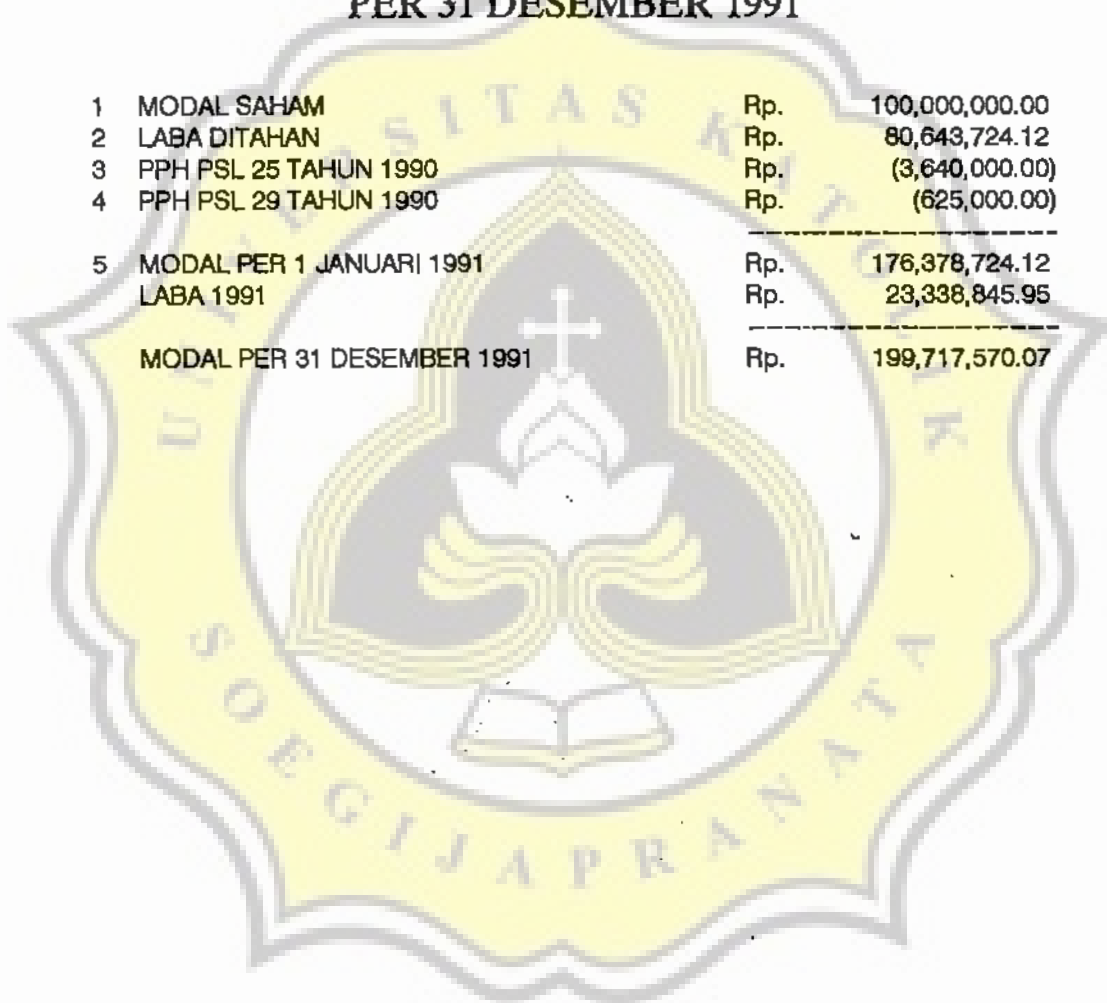 PER 31 DESEMBER 1991
1 MODAL SAHAM Rp. 100,000,000.00
2 LABA DITAHAN Rp. 80,643,724.12
3 PPH PSL 25 TAHUN 1990 Rp. (3,640,000.00)
4 PPH PSL 29 TAHUN 1990 Rp. (625,000.00)
5 MODAL PER 1 JANUARI 1991 Rp. 176,378,724.12
LABA 1991 Rp. 23,338,845.95
MODAL PER 31 DESEMBER 1991 Rp. 199,717,570.07
UNIVERSITAS KATOLIK
SOEGIJAPRANATA